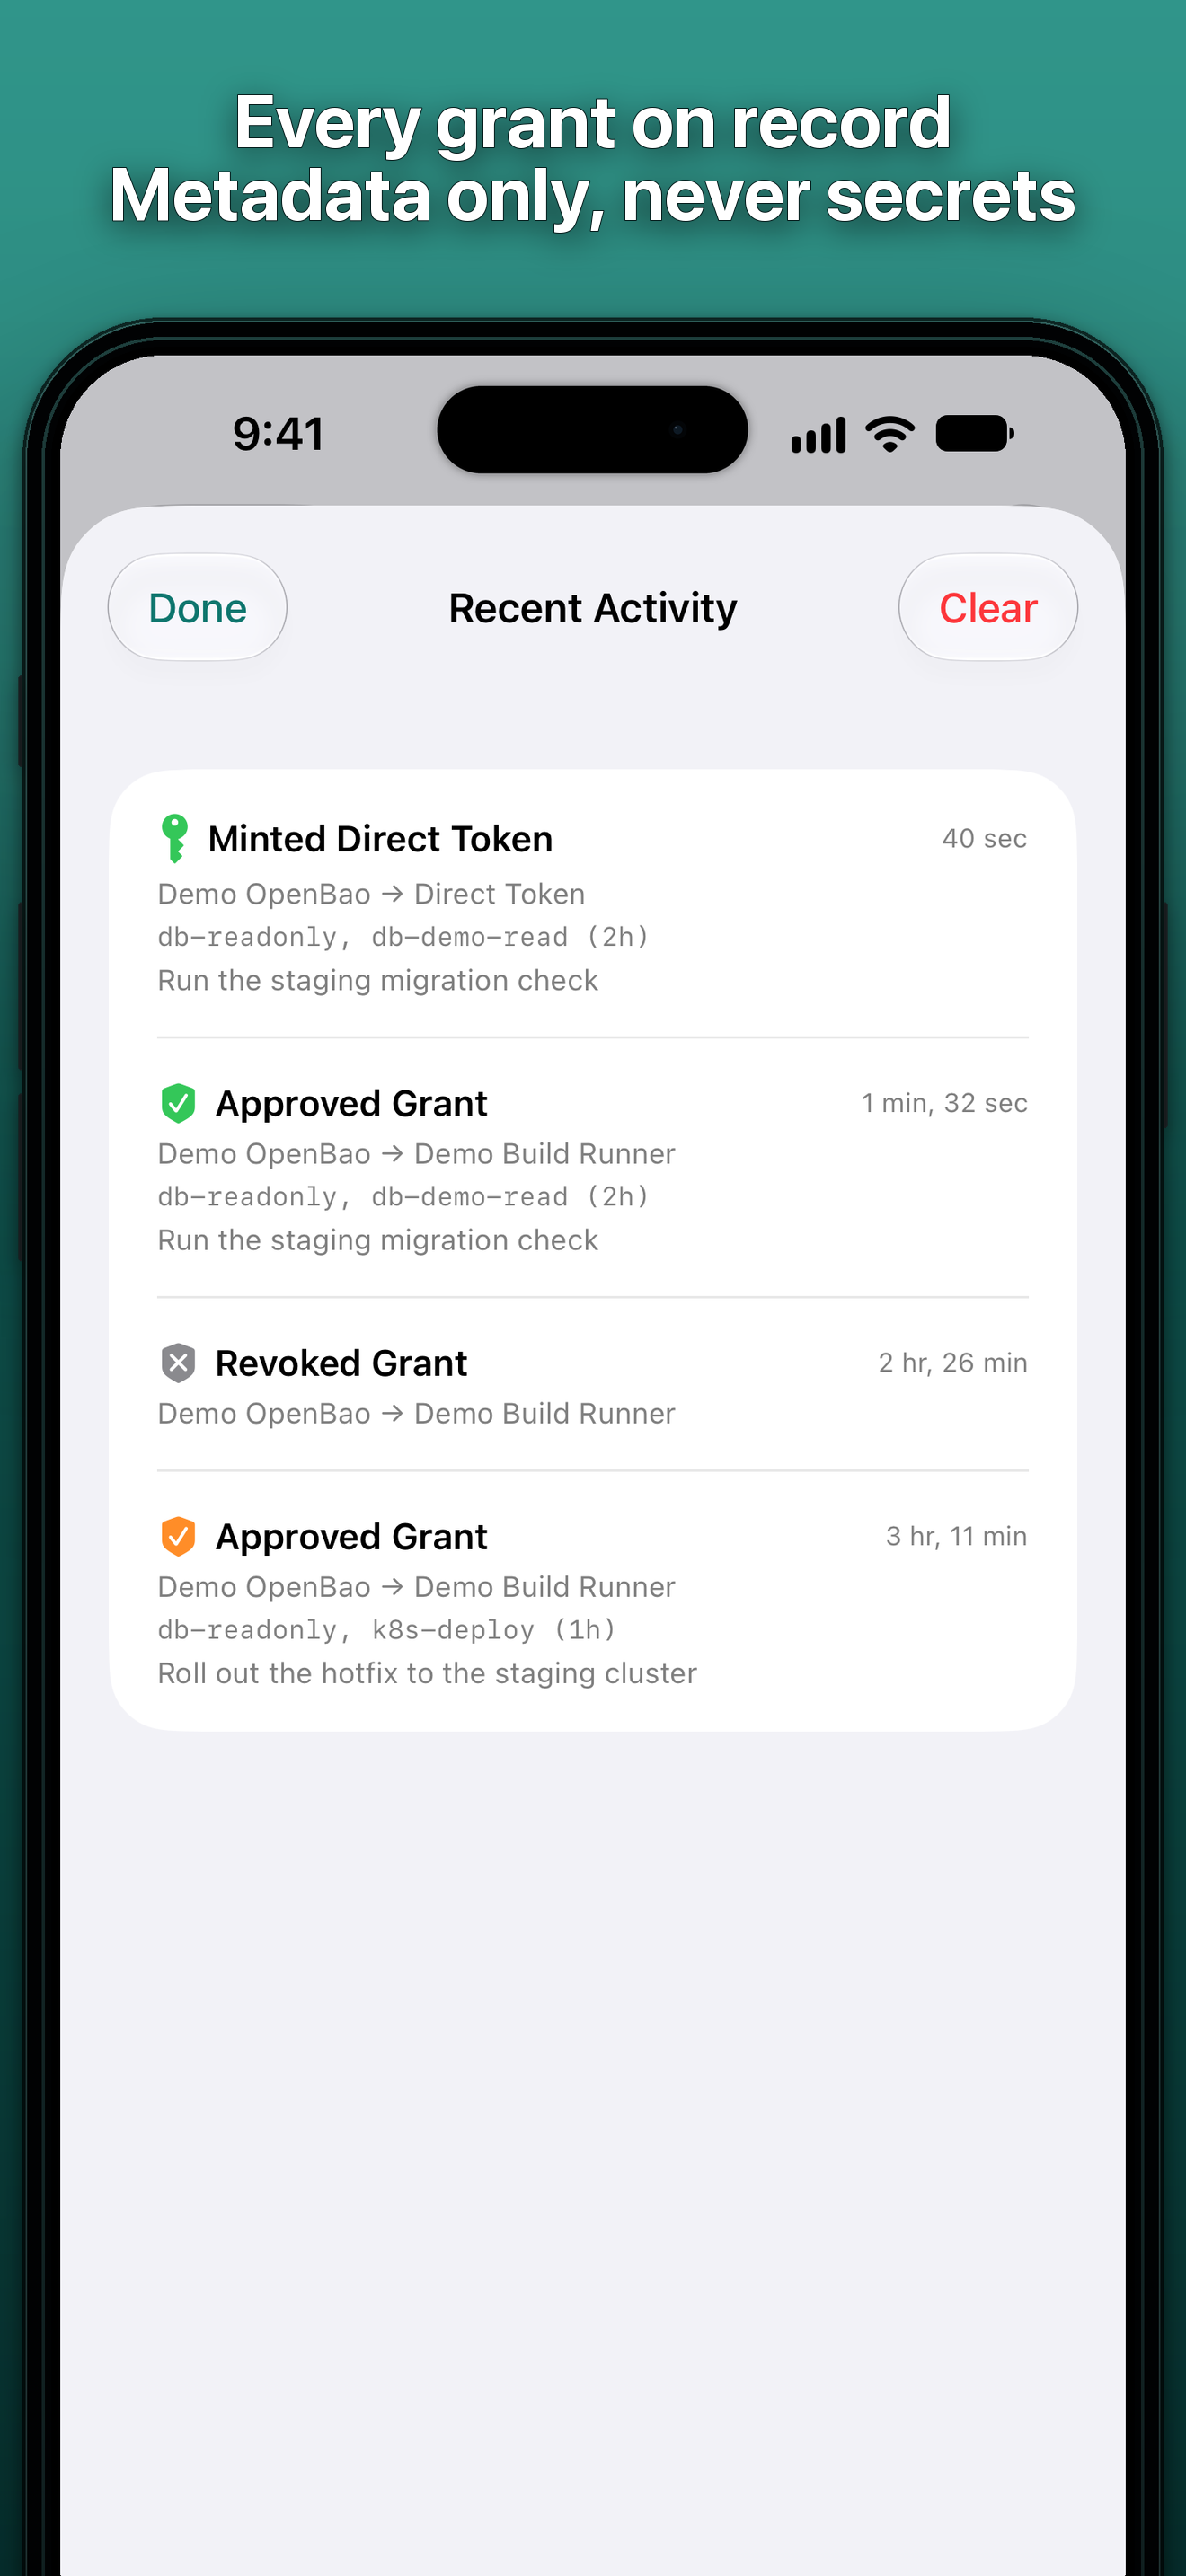 Every grant on record
Metadata only, never secrets
9:41
Done
Recent Activity
Clear
Minted Direct Token
40 sec
Demo OpenBao → Direct Token
db-readonly, db-demo-read (2h)
Run the staging migration check
Approved Grant
1 min, 32 sec
Demo OpenBao → Demo Build Runner
db-readonly, db-demo-read (2h)
Run the staging migration check
Revoked Grant
2 hr, 26 min
Demo OpenBao → Demo Build Runner
Approved Grant
3 hr, 11 min
Demo OpenBao → Demo Build Runner
db-readonly, k8s-deploy (1h)
Roll out the hotfix to the staging cluster